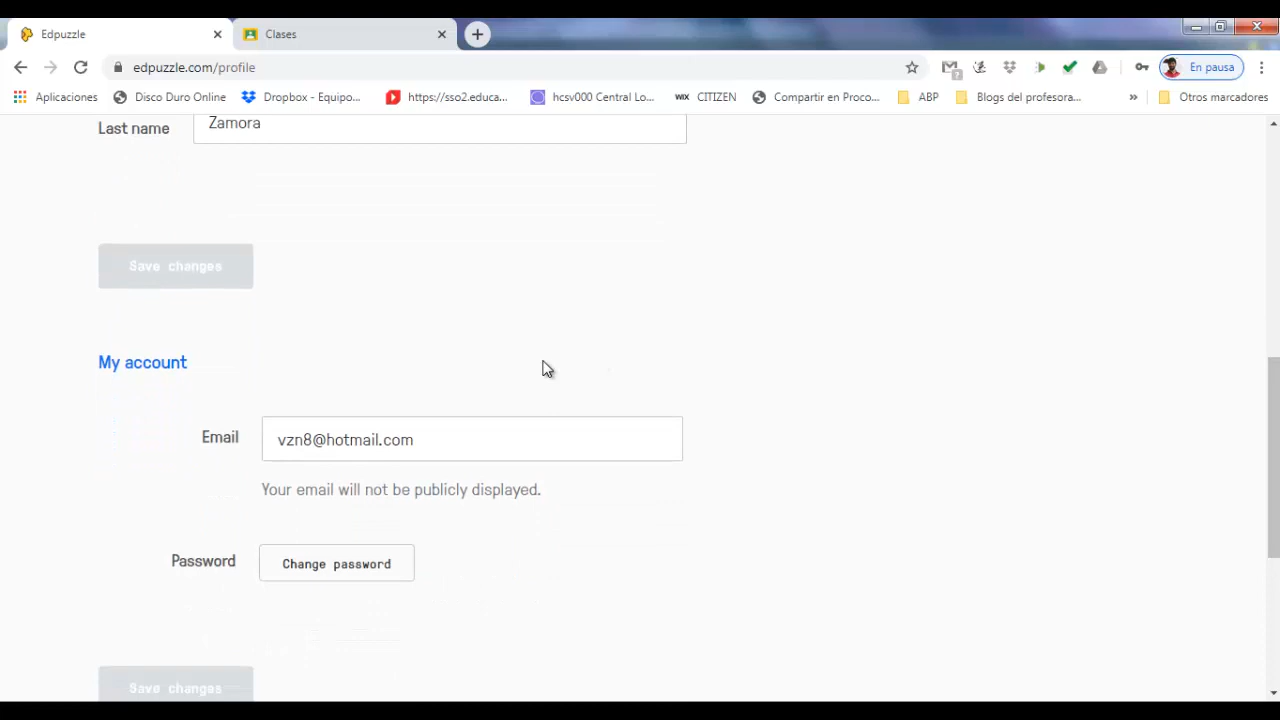 Edpuzzle
Clases
edpuzzle.com/profile
En pausa
Aplicaciones
Disco Duro Online
Dropbox - Equipo...
https://sso2.educa...
hcsv000 Central Lo...
WIX CITIZEN
Compartir en Proco...
ABP
Blogs del profesora...
»
Otros marcadores
Last name
Zamora
Save changes
My account
Email
vzn8@hotmail.com
Your email will not be publicly displayed.
Password
Change password
Save changes